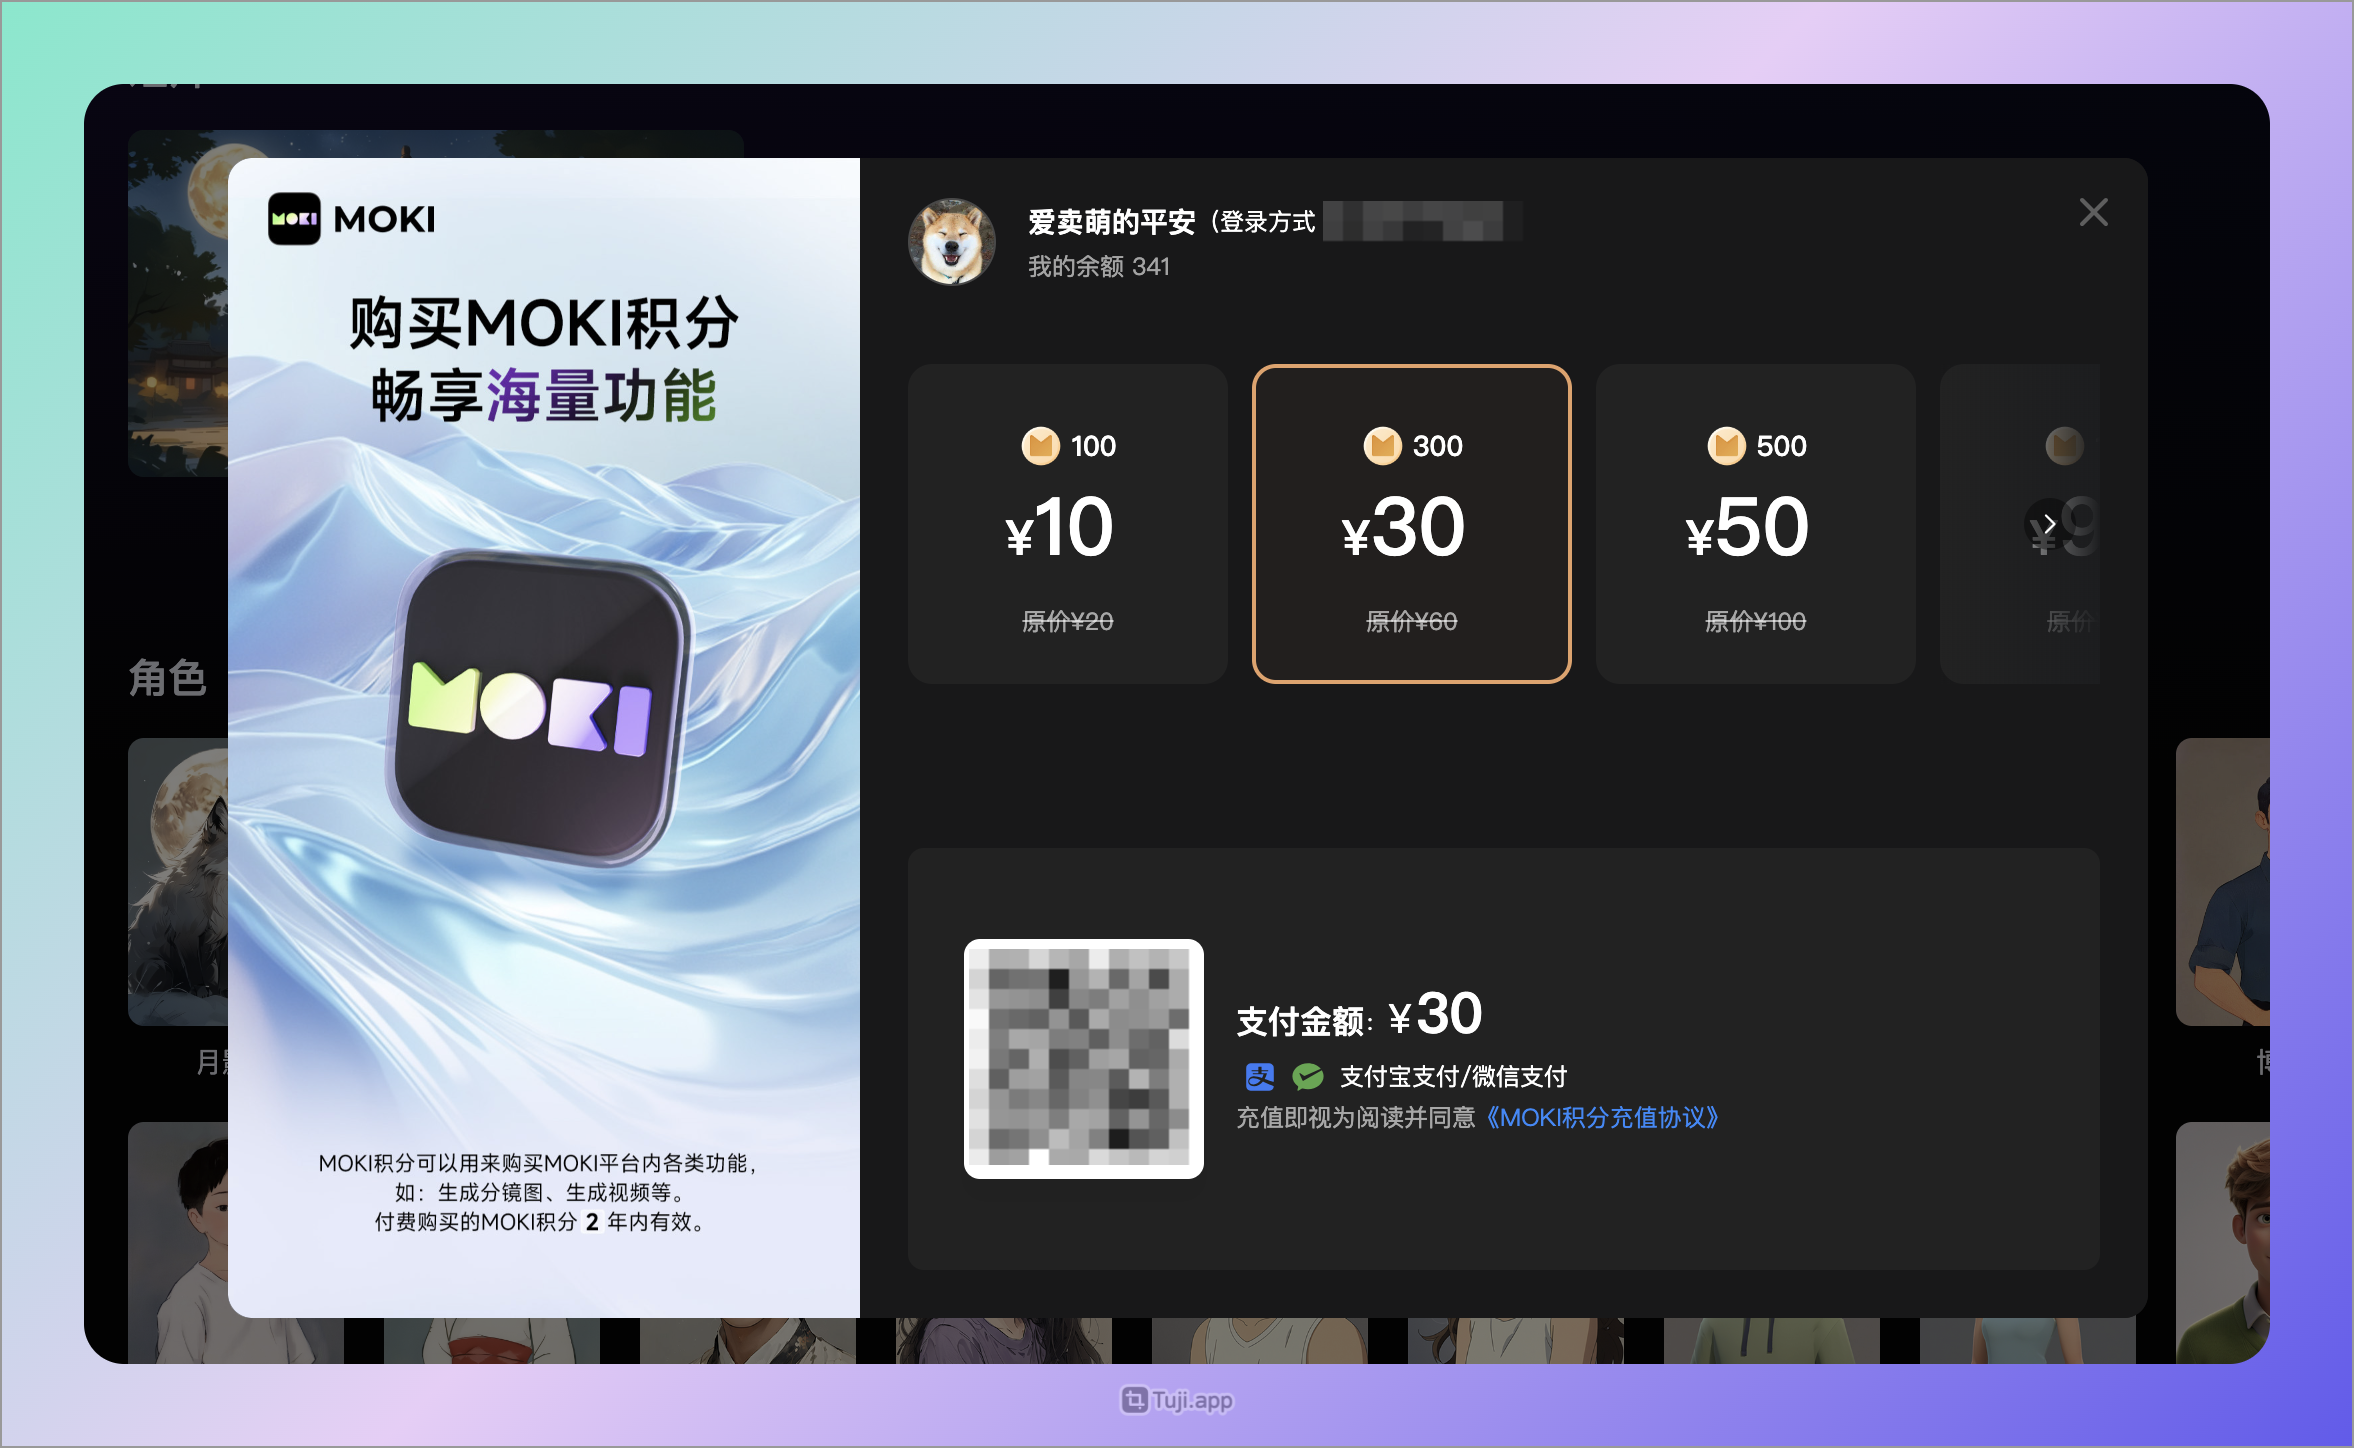 MOKI
MOKI
购买MOKI积分
畅享海量功能
MOKI
MOKI积分可以用来购买MOKI平台内各类功能，
如：生成分镜图、生成视频等。
付费购买的MOKI积分 2 年内有效。
爱卖萌的平安（登录方式
我的余额 341
100
¥10
原价¥20
300
¥30
原价¥60
500
¥50
原价¥100
¥9
原价
支付金额：¥30
支 支付宝支付/微信支付
充值即视为阅读并同意《MOKI积分充值协议》
角色
月
Tuji.app